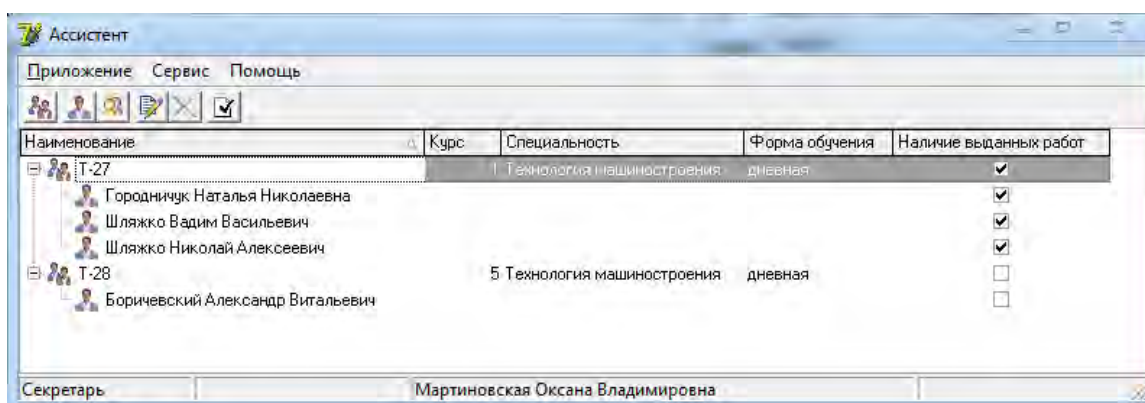 Ассистент
Приложение Сервис Помощь
Наименование Курс Специальность Форма обучения Наличие выданных работ
Т-27 1 Технология машиностроения дневная
Городничук Наталья Николаевна
Шляжко Вадим Васильевич
Шляжко Николай Алексеевич
Т-28 5 Технология машиностроения дневная
Боричевский Александр Витальевич
Секретарь Мартиновская Оксана Владимировна